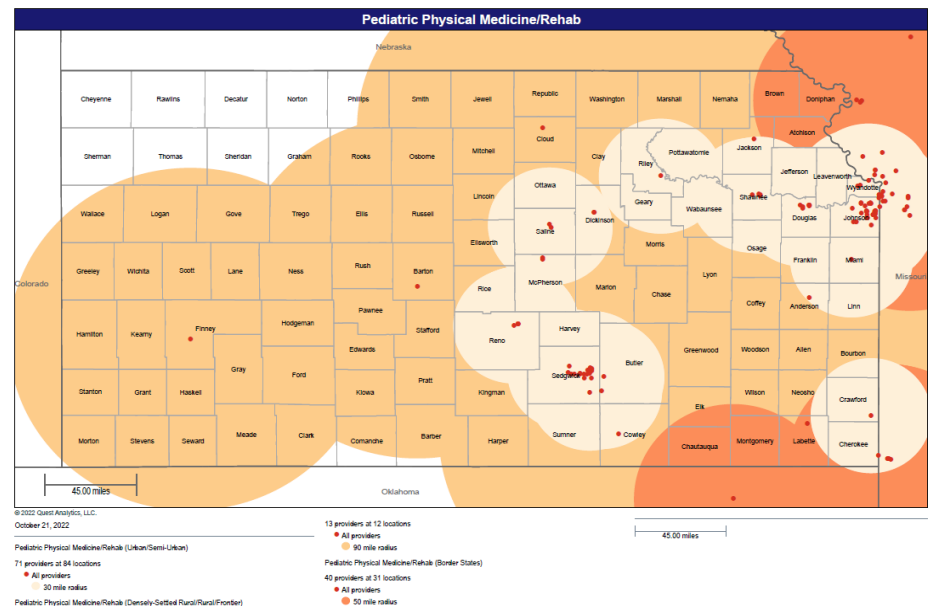 Pediatric Physical Medicine/Rehab
Nebraska
Cheyenne Rawlins Decatur Norton Phillips Smith Jewell Republic Washington Marshall Nemaha Brown Doniphan
Atchison
Cloud
Sherman Thomas Sheridan Graham Rooks Osborne Mitchell Clay Riley Pottawatomie Jackson
Jefferson Leavenworth
Wyandotte
Ottawa
Lincoln Geary Wabaunsee Shawnee
Wallace Logan Gove Trego Ellis Russell Dickinson Douglas Johnson
Saline
Ellsworth Morris Osage
Greeley Wichita Scott Lane Ness Rush Barton Franklin Miami
Colorado Missouri
Rice McPherson Marion Lyon
Chase Coffey Anderson Linn
Pawnee
Hamilton Kearny Finney Hodgeman Stafford Reno Harvey
Edwards Greenwood Woodson Allen Bourbon
Gray Ford Butler
Sedgwick
Stanton Grant Haskell Kiowa Pratt Kingman Wilson Neosho Crawford
Elk
Morton Stevens Seward Meade Clark Comanche Barber Harper Sumner Cowley Chautauqua Montgomery Labette Cherokee
45.00 miles
Oklahoma
© 2022 Quest Analytics, LLC.
October 21, 2022
Pediatric Physical Medicine/Rehab (Urban/Semi-Urban)
71 providers at 84 locations
All providers
30 mile radius
Pediatric Physical Medicine/Rehab (Densely-Settled Rural/Rural/Frontier)
13 providers at 12 locations
All providers
90 mile radius
Pediatric Physical Medicine/Rehab (Border States)
40 providers at 31 locations
All providers
50 mile radius
45.00 miles